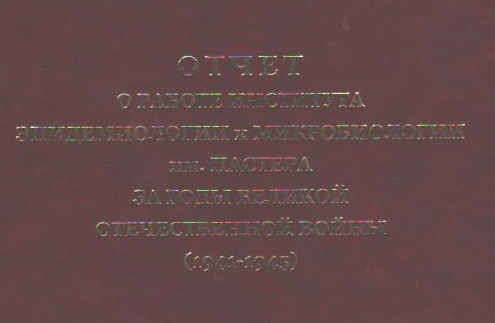 ОТЧЕТ
О РАБОТЕ ИНСТИТУТА
ЭПИДЕМИОЛОГИИ и МИКРОБИОЛОГИИ
им. ПАСТЕРА
ЗА ГОДЫ ВЕЛИКОЙ
ОТЕЧЕСТВЕННОЙ ВОЙНЫ
(1941-1945)